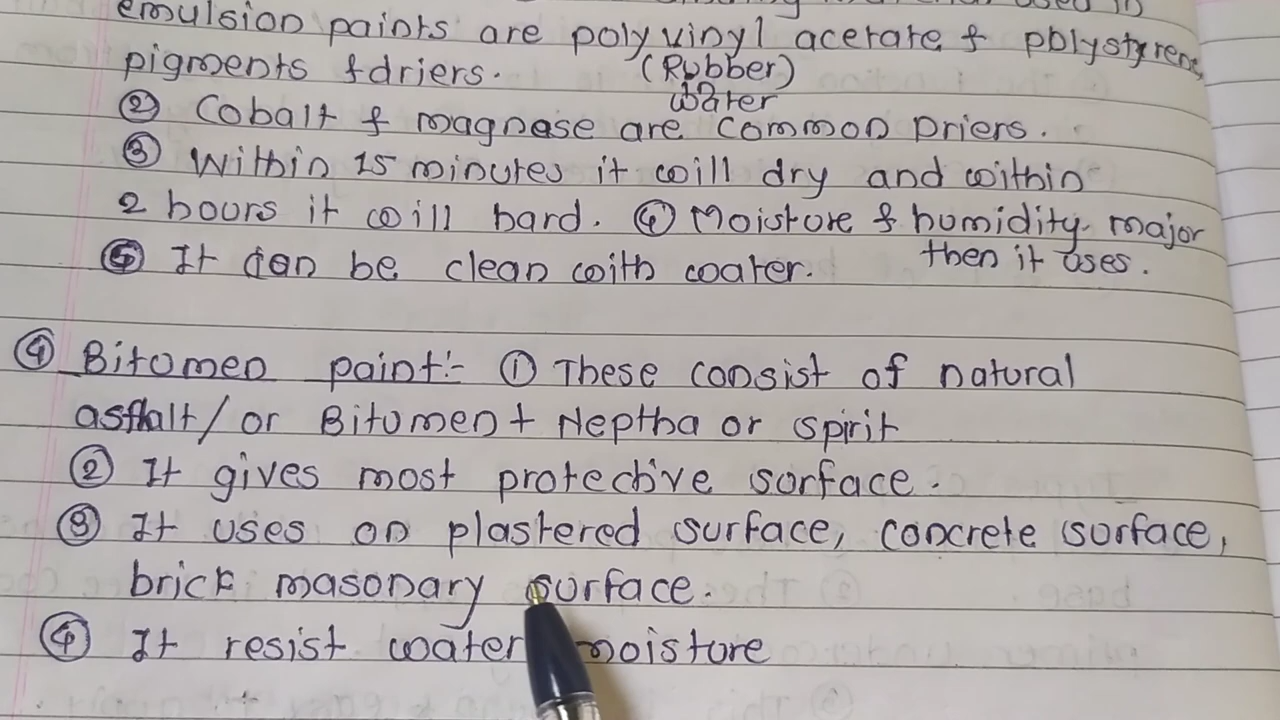 emulsion paints are poly vinyl acetate & pblystyrene
pigments & driers. (Rubber)
water
② Cobalt & magnase are common Driers.
③ Within 15 minutes it will dry and within
2 hours it will hard. ④ Moisture & humidity major
then it uses.
⑤ It can be clean with water.
④ Bitumen paint:- ① These consist of natural
asfhalt/or Bitumen + Neptha or spirit
② It gives most protective surface.
③ It uses on plastered surface, concrete surface,
brick masonary surface.
④ It resist water moisture